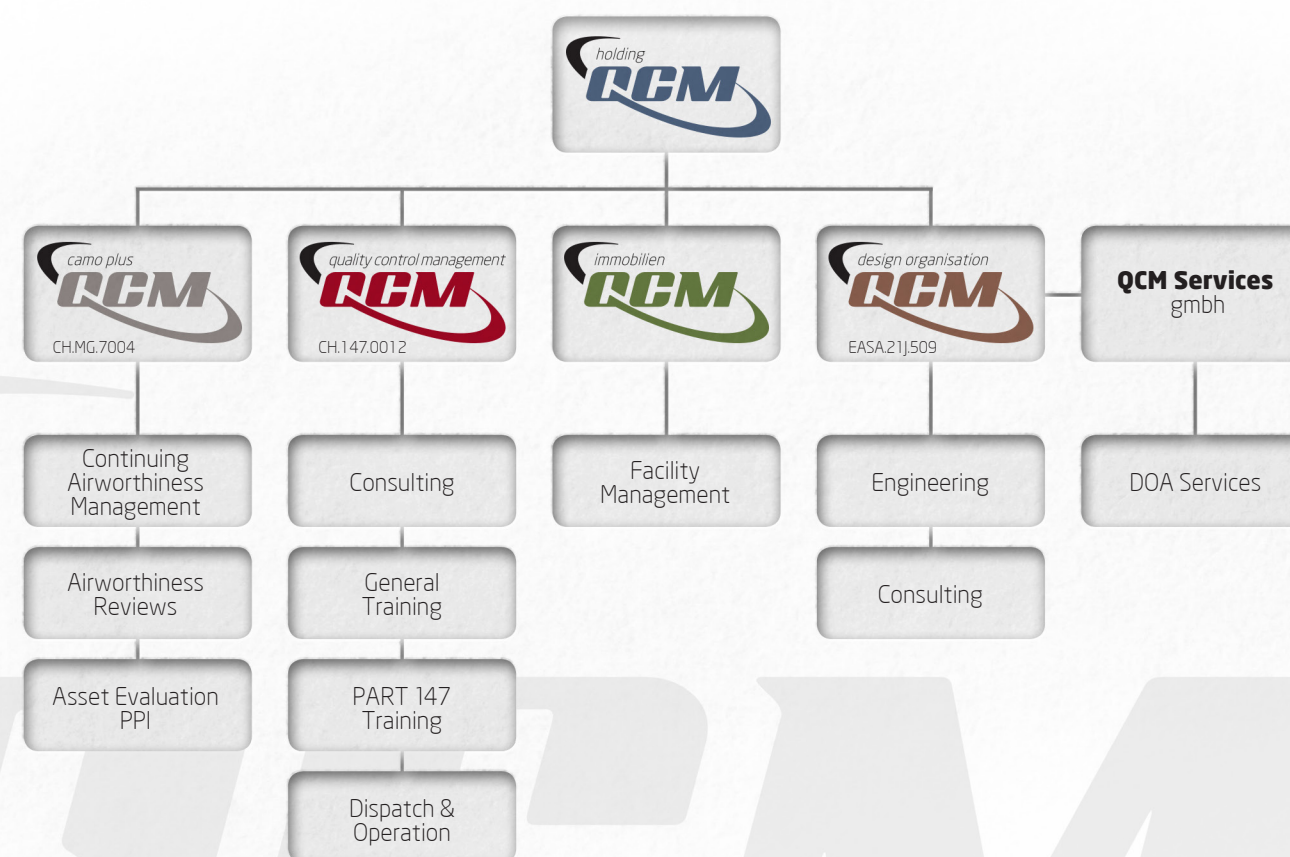 holding
QCM
camo plus
QCM
CH.MG.7004
quality control management
QCM
CH.147.0012
immobilien
QCM
design organisation
QCM
EASA.21J.509
QCM Services
gmbh
Continuing
Airworthiness
Management
Airworthiness
Reviews
Asset Evaluation
PPI
Consulting
General
Training
PART 147
Training
Dispatch &
Operation
Facility
Management
Engineering
Consulting
DOA Services